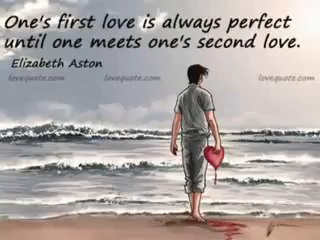 One's first love is always perfect
until one meets one's second love.
Elizabeth Aston
lovequote.com lovequote.com lovequote.com